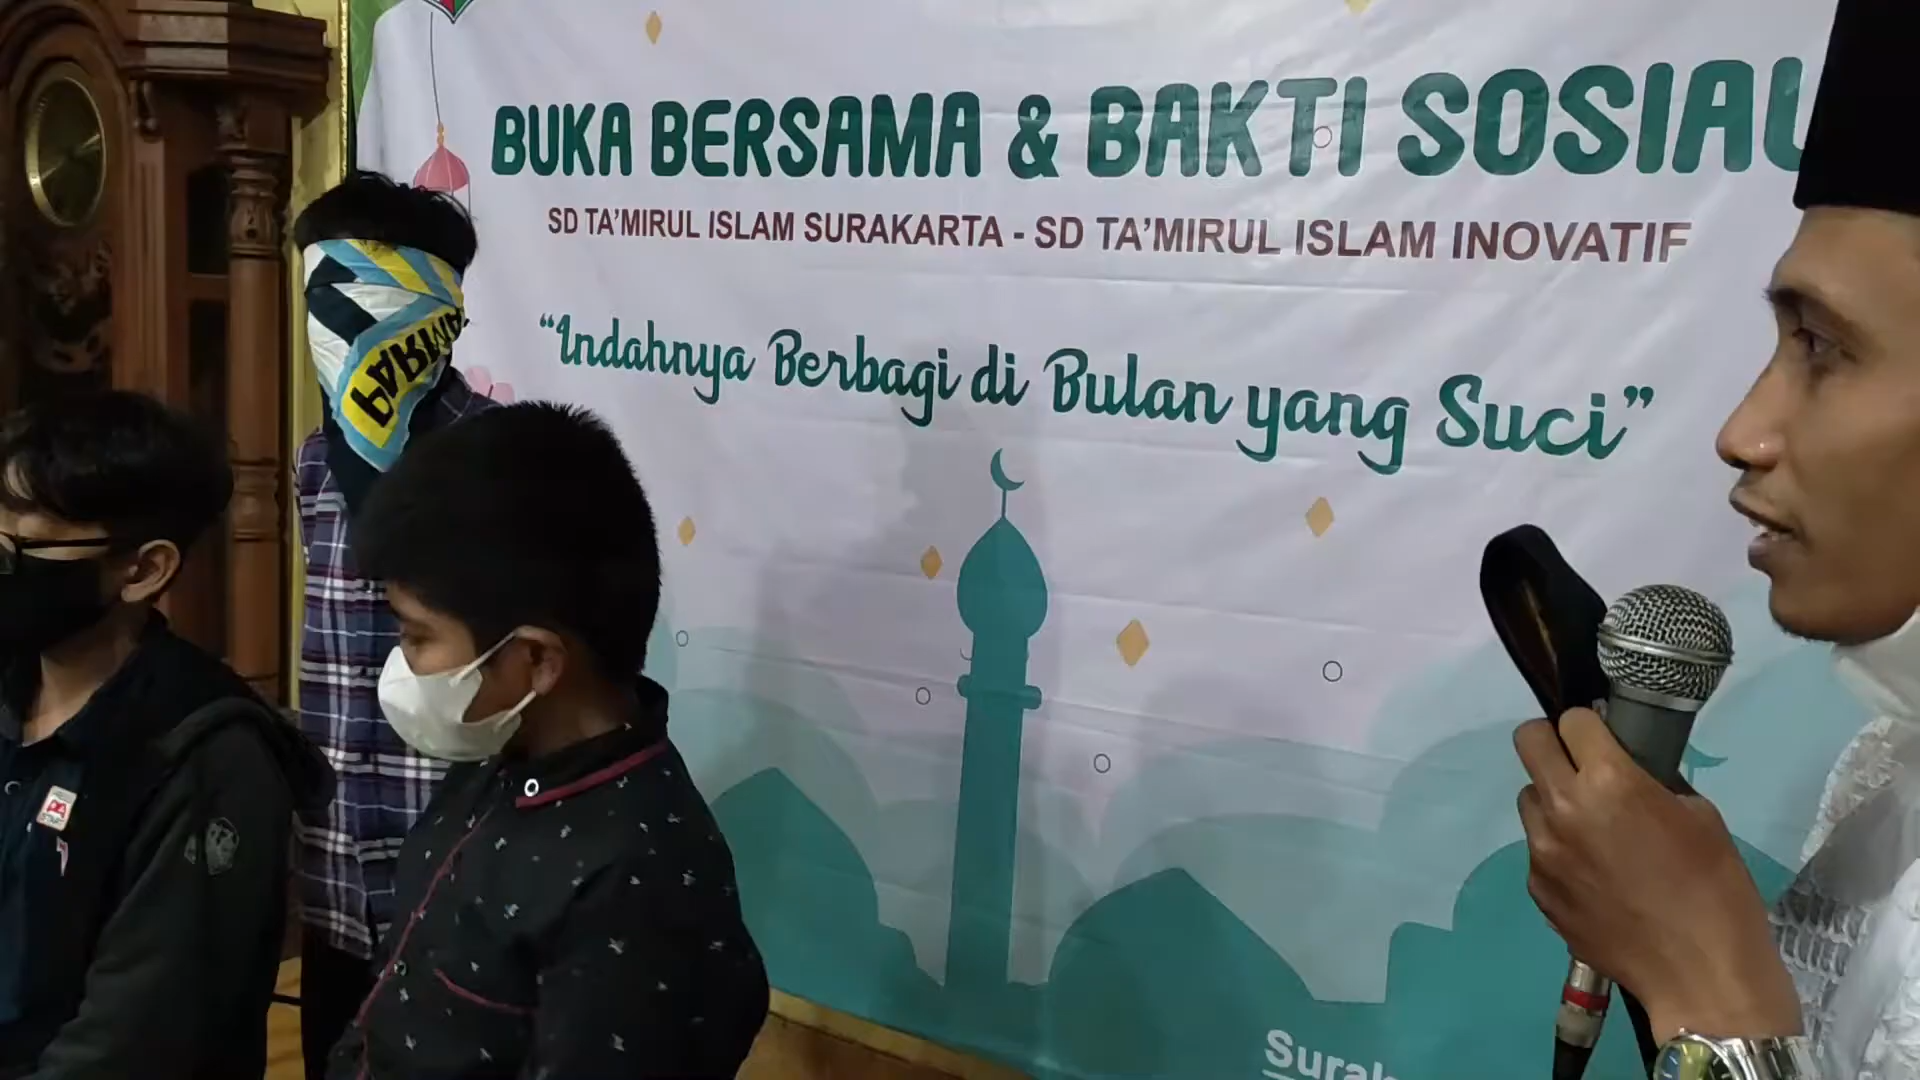 BUKA BERSAMA & BAKTI SOSIAL
SD TA'MIRUL ISLAM SURAKARTA - SD TA'MIRUL ISLAM INOVATIF
“Indahnya Berbagi di Bulan yang Suci”
START